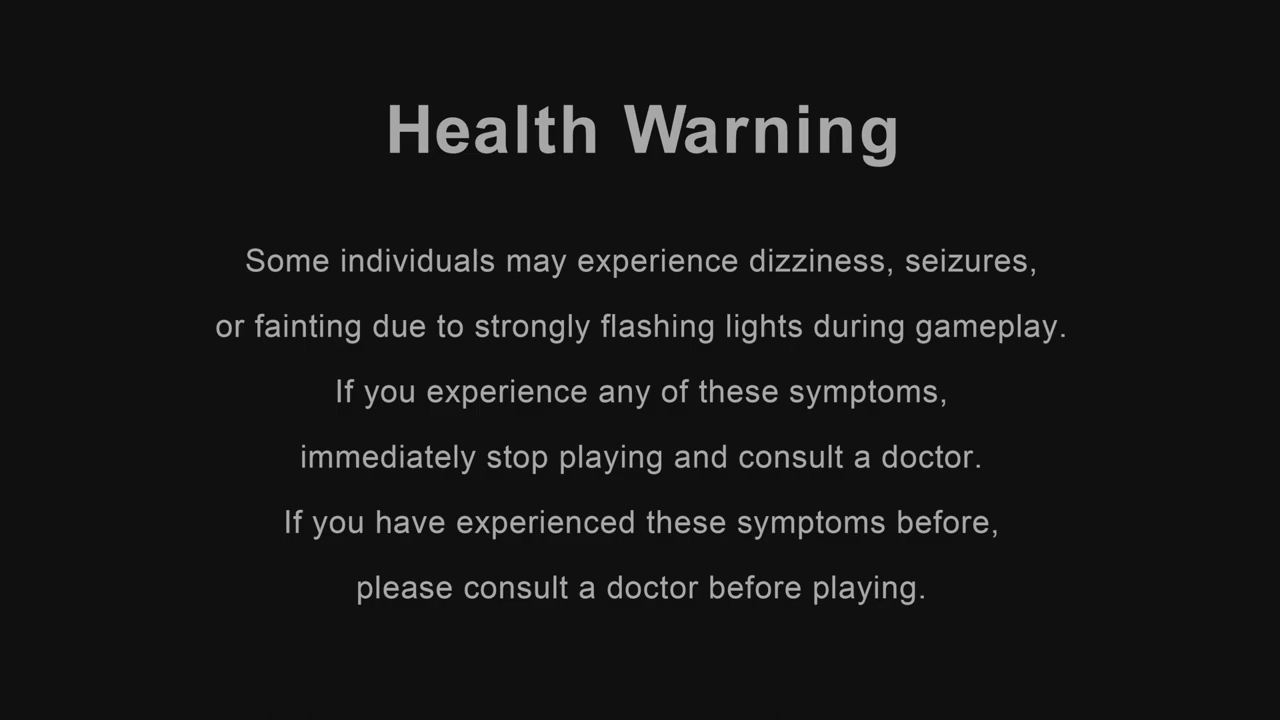 Health Warning
Some individuals may experience dizziness, seizures,
or fainting due to strongly flashing lights during gameplay.
If you experience any of these symptoms,
immediately stop playing and consult a doctor.
If you have experienced these symptoms before,
please consult a doctor before playing.